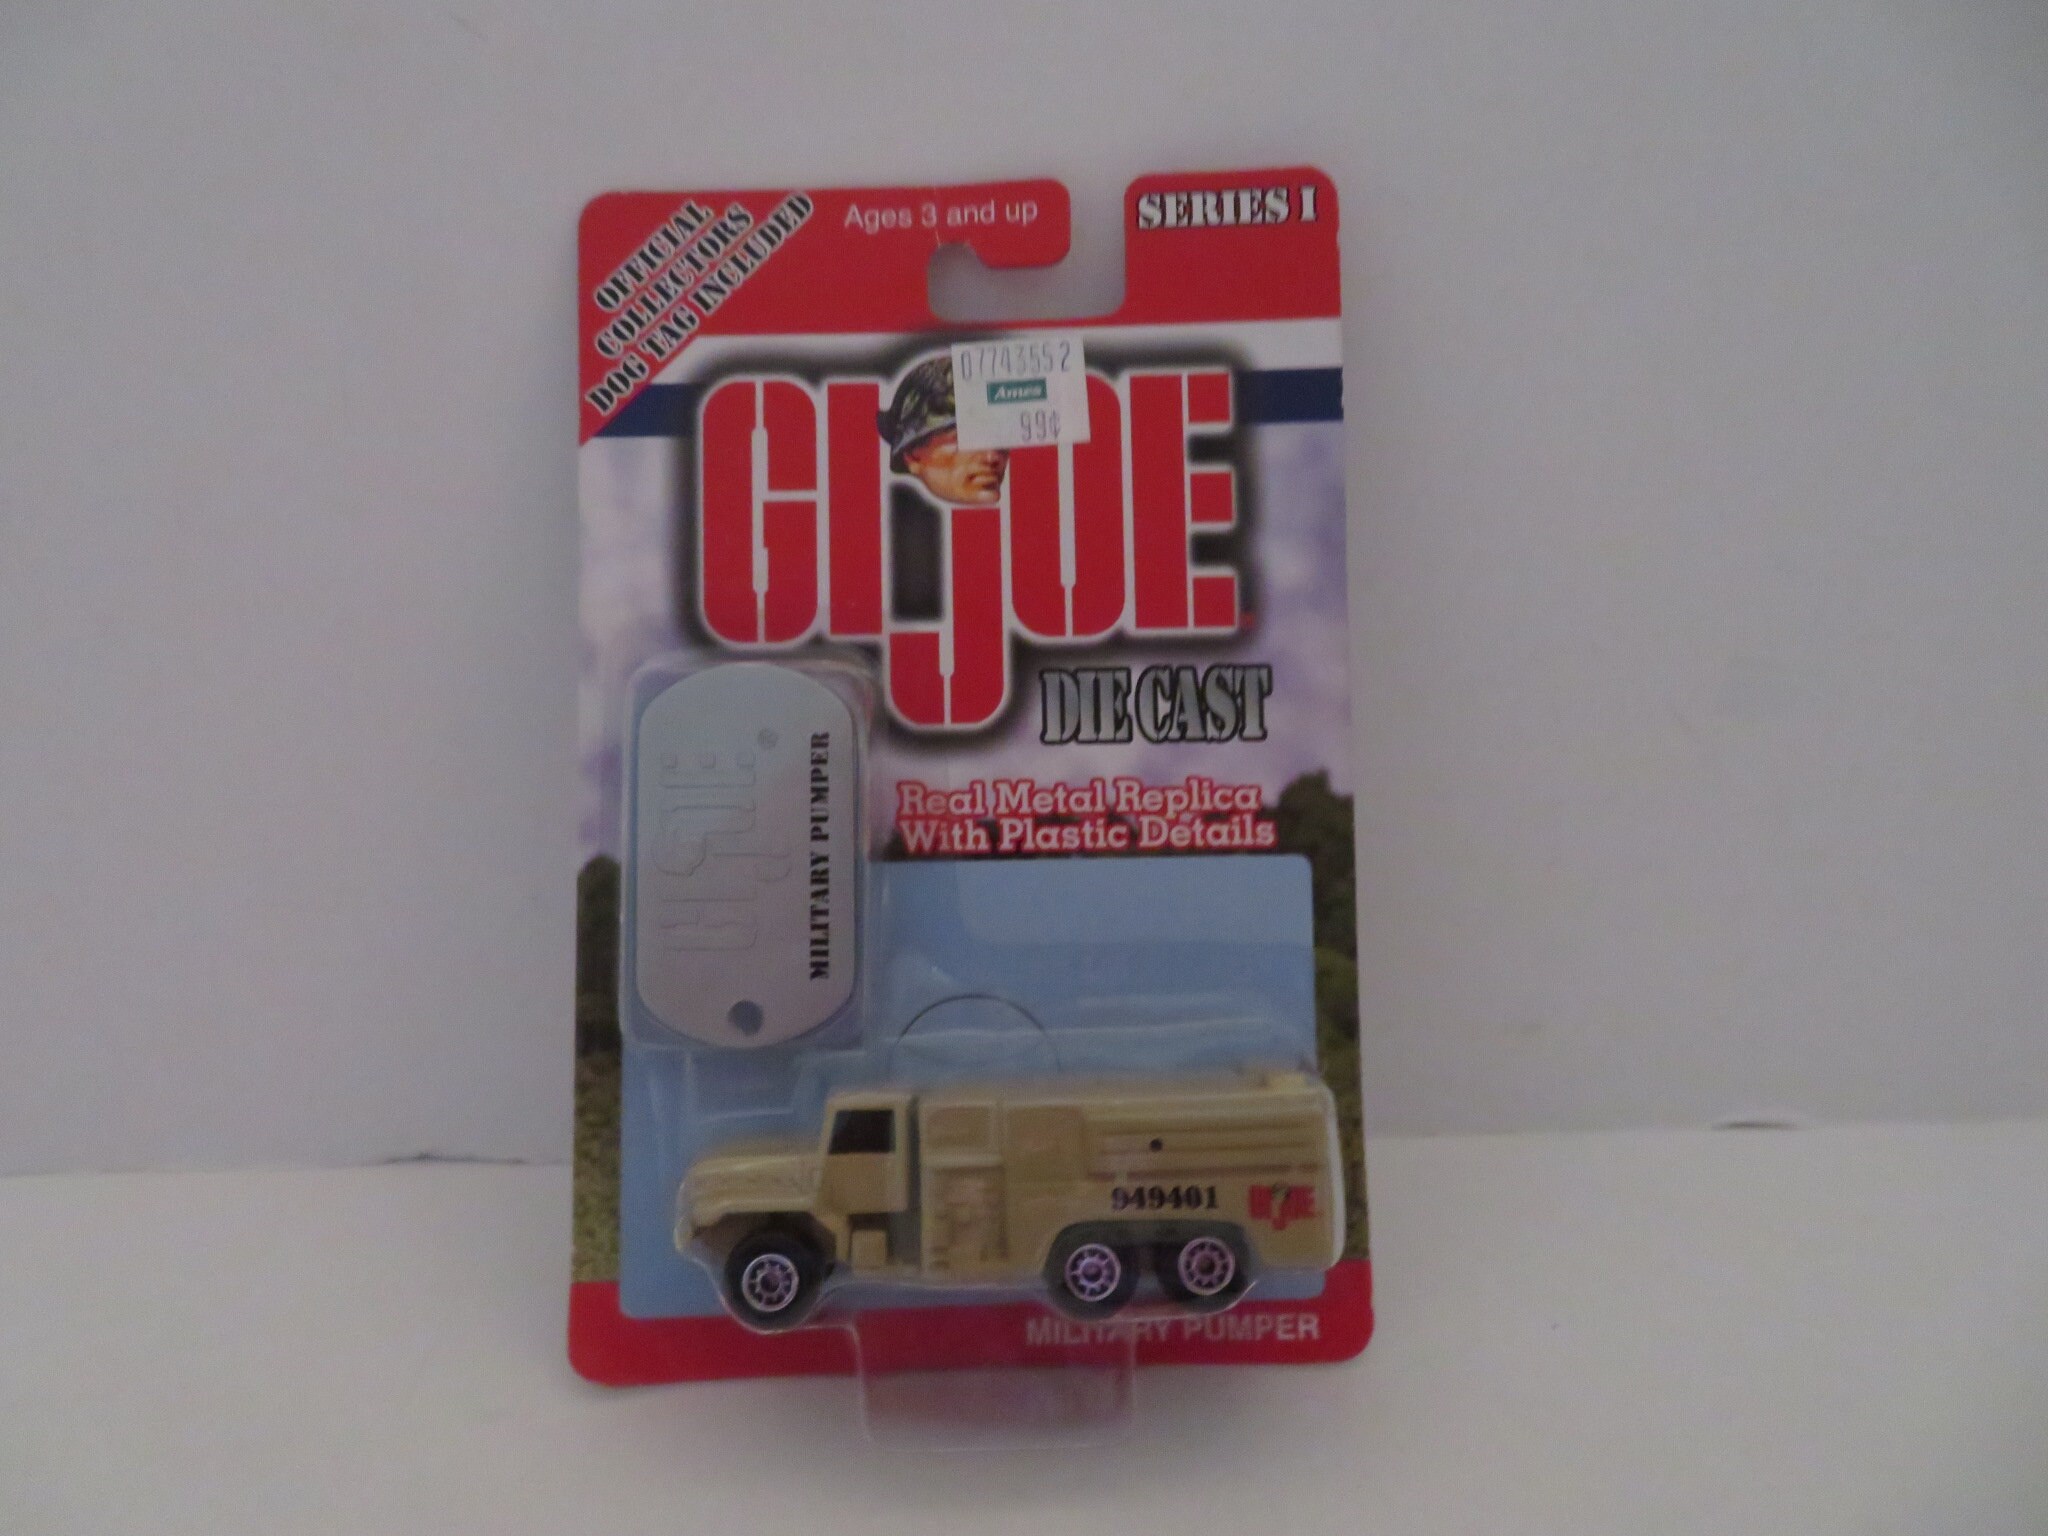 OFFICIAL
COLLECTORS
DOG TAG INCLUDED
Ages 3 and up
SERIES I
07743552
Ames
99¢
GI JOE
DIE CAST
Real Metal Replica
With Plastic Details
GI JOE®
MILITARY PUMPER
949401
GI JOE
MILITARY PUMPER